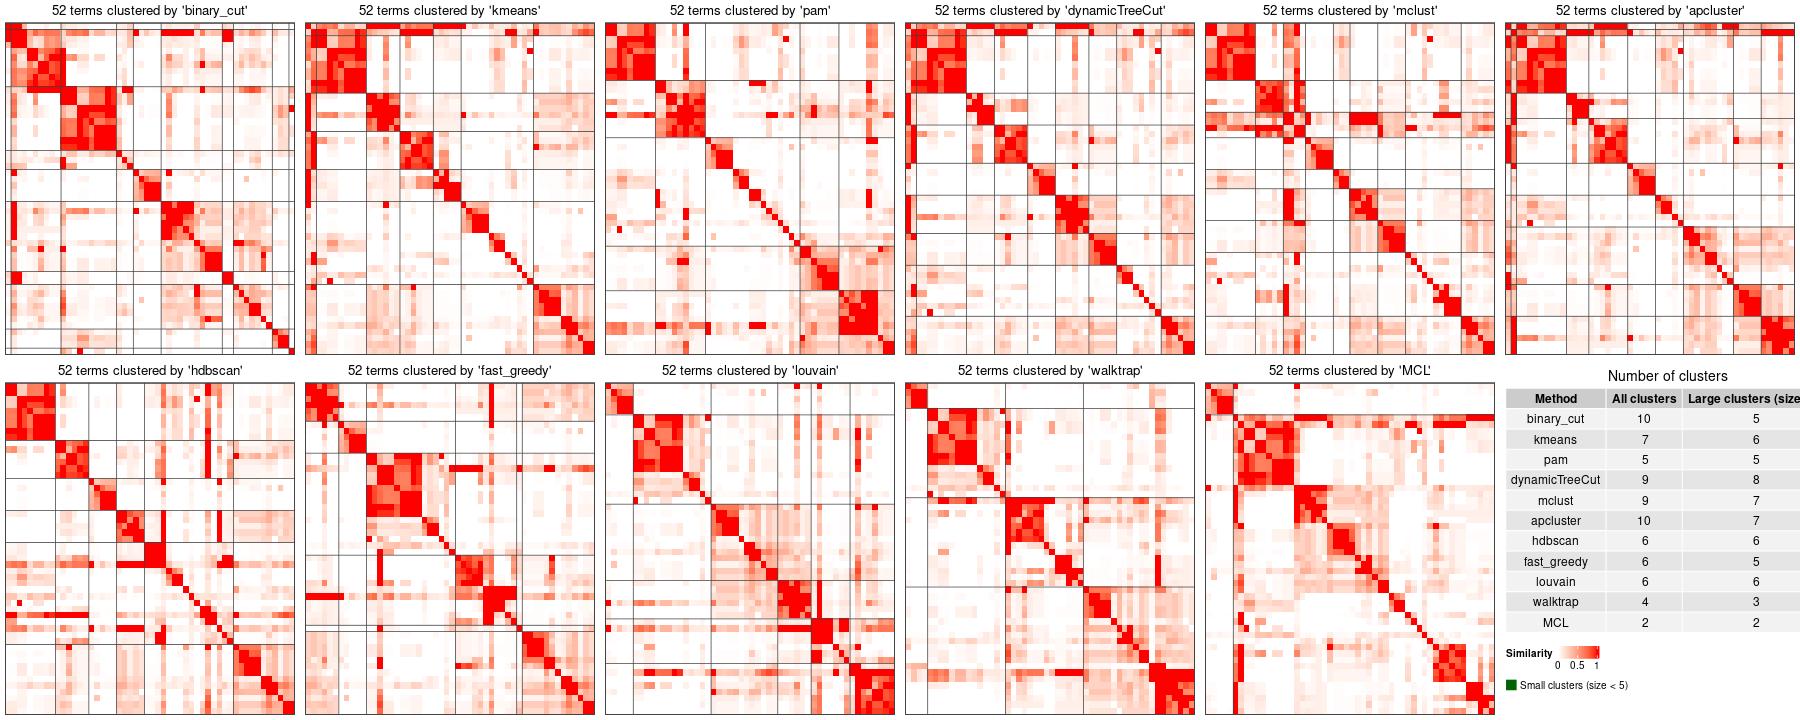 52 terms clustered by 'binary_cut'
52 terms clustered by 'kmeans'
52 terms clustered by 'pam'
52 terms clustered by 'dynamicTreeCut'
52 terms clustered by 'mclust'
52 terms clustered by 'apcluster'
52 terms clustered by 'hdbscan'
52 terms clustered by 'fast_greedy'
52 terms clustered by 'louvain'
52 terms clustered by 'walktrap'
52 terms clustered by 'MCL'
Number of clusters
Method All clusters Large clusters (size
binary_cut 10 5
kmeans 7 6
pam 5 5
dynamicTreeCut 9 8
mclust 9 7
apcluster 10 7
hdbscan 6 6
fast_greedy 6 5
louvain 6 6
walktrap 4 3
MCL 2 2
Similarity
0 0.5 1
Small clusters (size < 5)